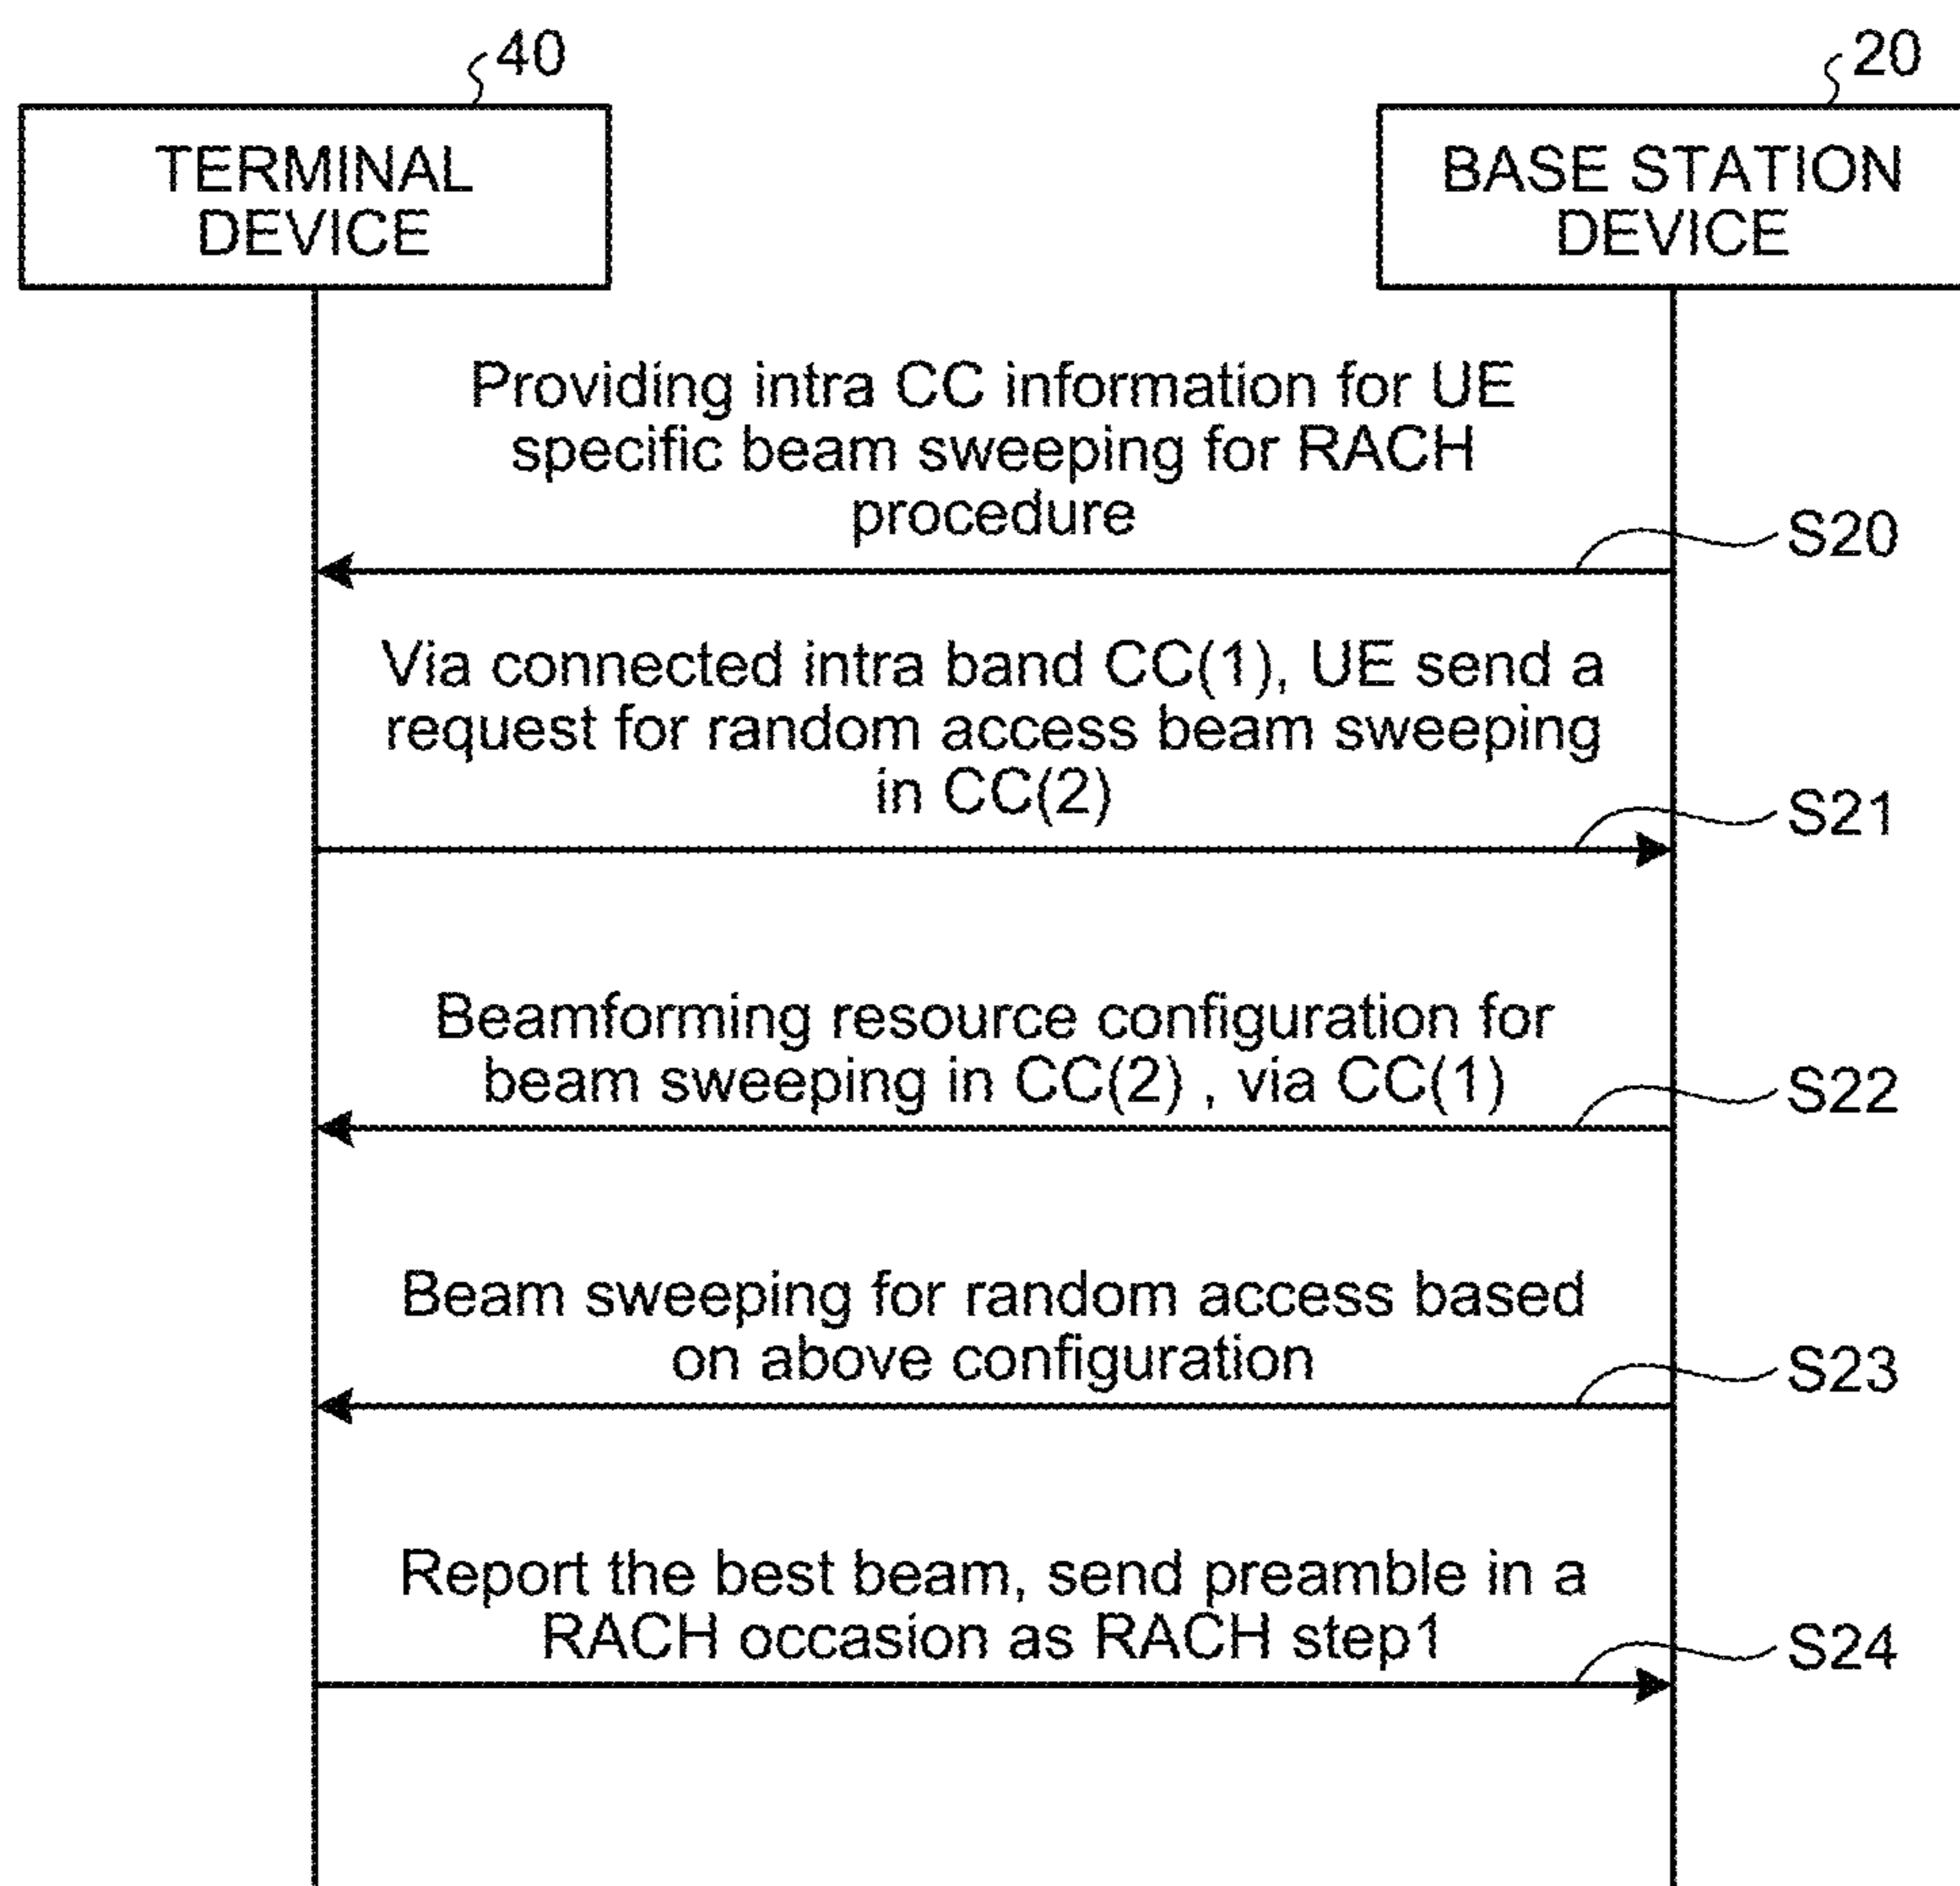 40
20
TERMINAL
DEVICE
BASE STATION
DEVICE
Providing intra CC information for UE
specific beam sweeping for RACH
procedure
S20
Via connected intra band CC(1), UE send a
request for random access beam sweeping
in CC(2)
S21
Beamforming resource configuration for
beam sweeping in CC(2) , via CC(1)
S22
Beam sweeping for random access based
on above configuration
S23
Report the best beam, send preamble in a
RACH occasion as RACH step1
S24